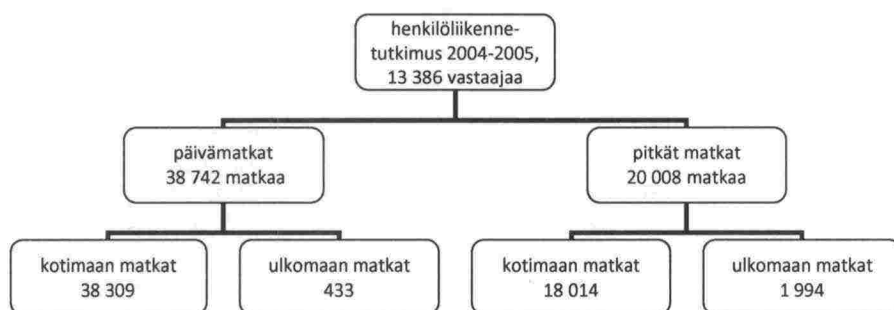 henkilöliikenne-
tutkimus 2004-2005,
13 386 vastaajaa
päivämatkat
38 742 matkaa
pitkät matkat
20 008 matkaa
kotimaan matkat
38 309
ulkomaan matkat
433
kotimaan matkat
18 014
ulkomaan matkat
1 994